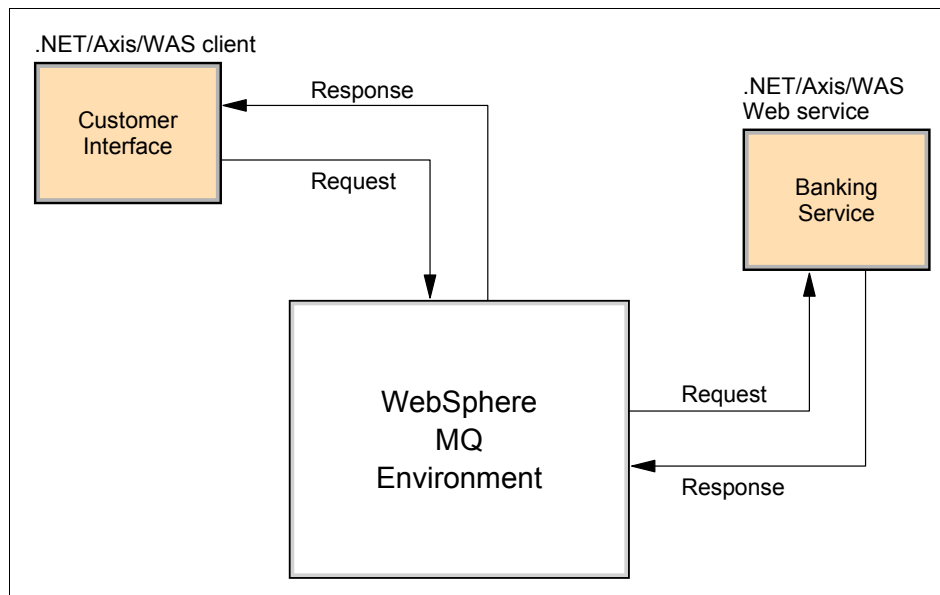 .NET/Axis/WAS client
Customer
Interface
Response
Request
.NET/Axis/WAS
Web service
Banking
Service
WebSphere
MQ
Environment
Request
Response